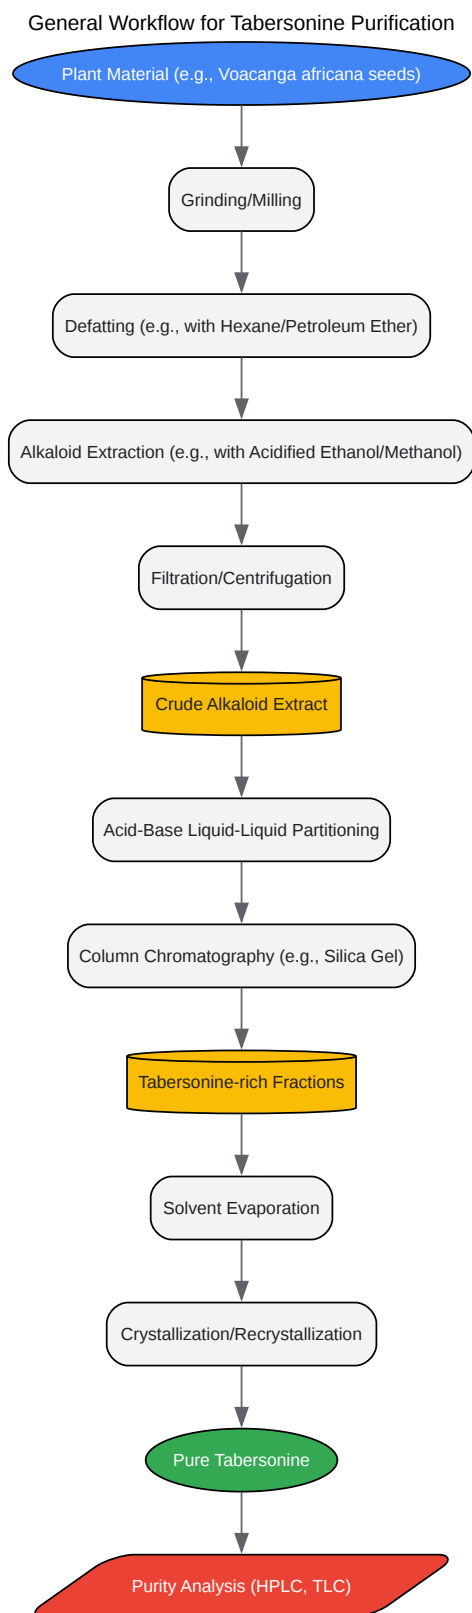 General Workflow for Tabersonine Purification
Plant Material (e.g., Voacanga africana seeds)
Grinding/Milling
Defatting (e.g., with Hexane/Petroleum Ether)
Alkaloid Extraction (e.g., with Acidified Ethanol/Methanol)
Filtration/Centrifugation
Crude Alkaloid Extract
Acid-Base Liquid-Liquid Partitioning
Column Chromatography (e.g., Silica Gel)
Tabersonine-rich Fractions
Solvent Evaporation
Crystallization/Recrystallization
Pure Tabersonine
Purity Analysis (HPLC, TLC)